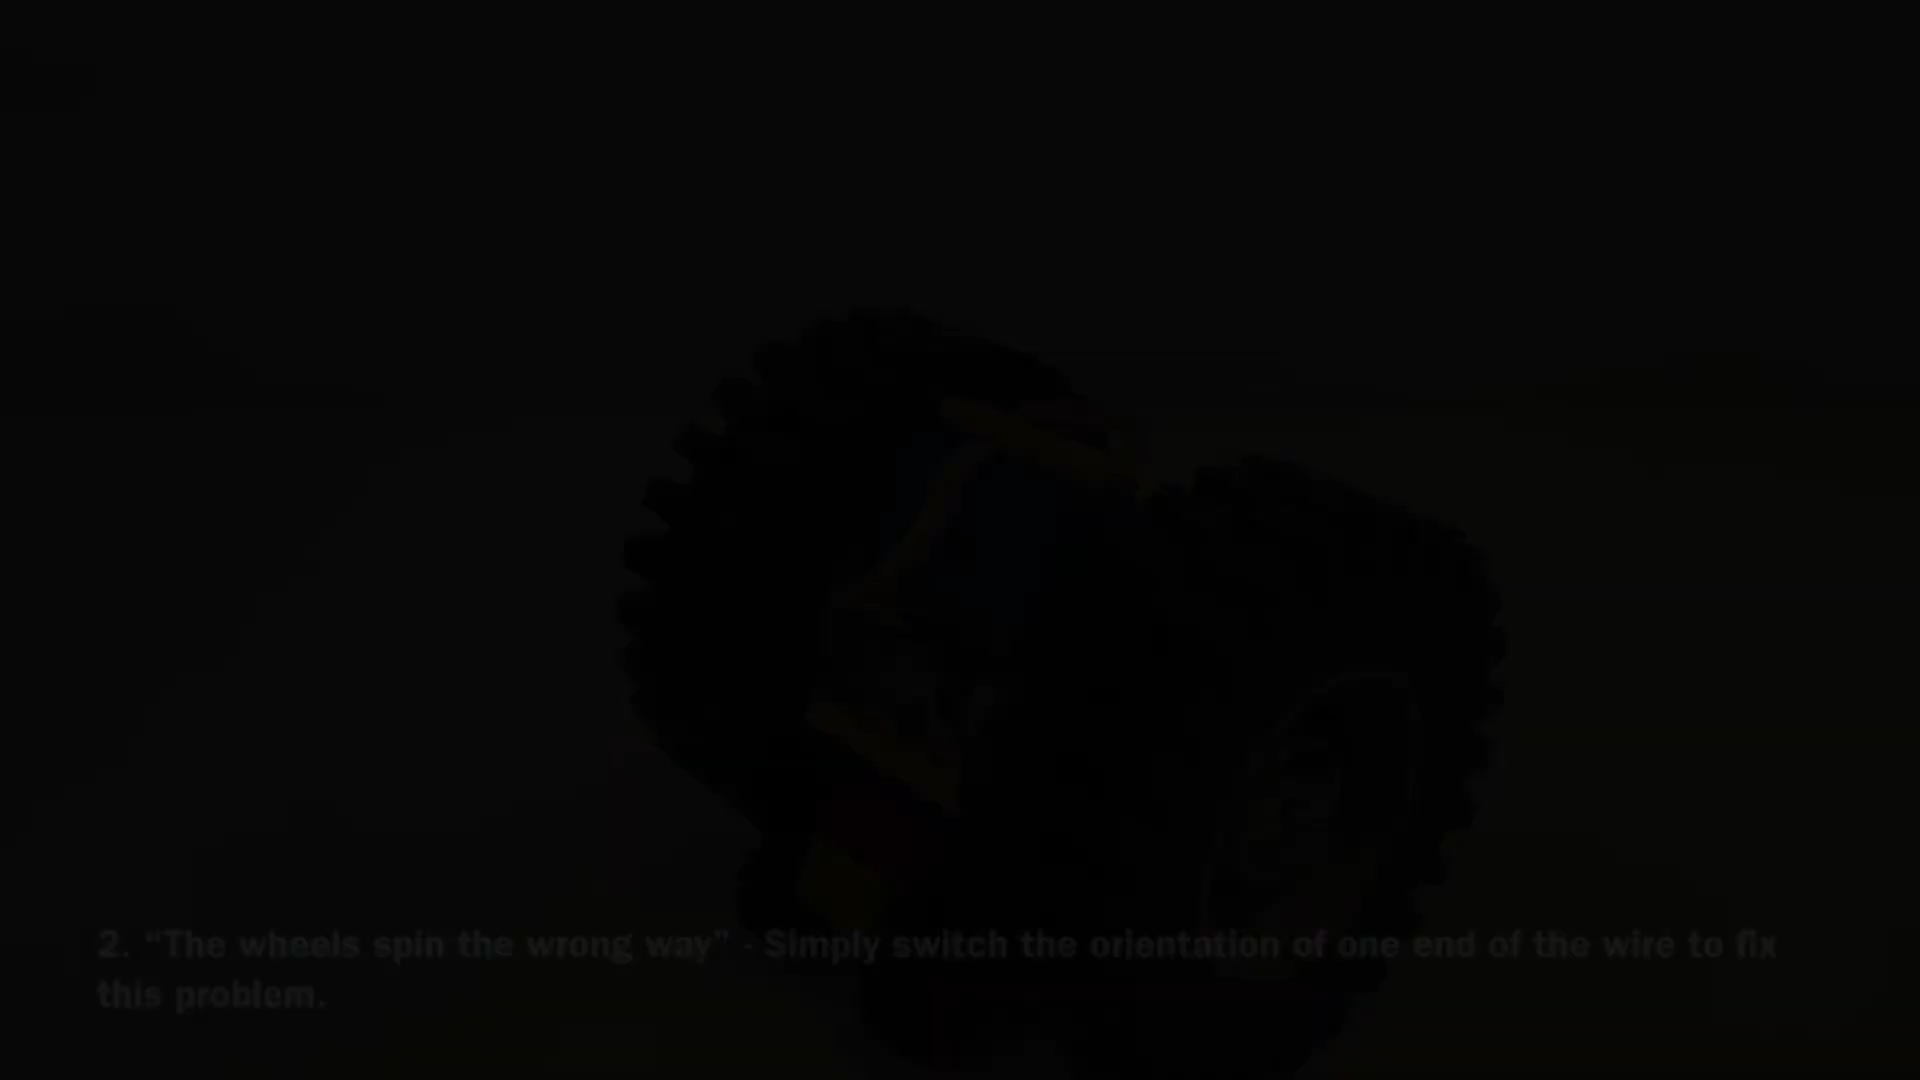 2. “The wheels spin the wrong way” - Simply switch the orientation of one end of the wire to fix
this problem.